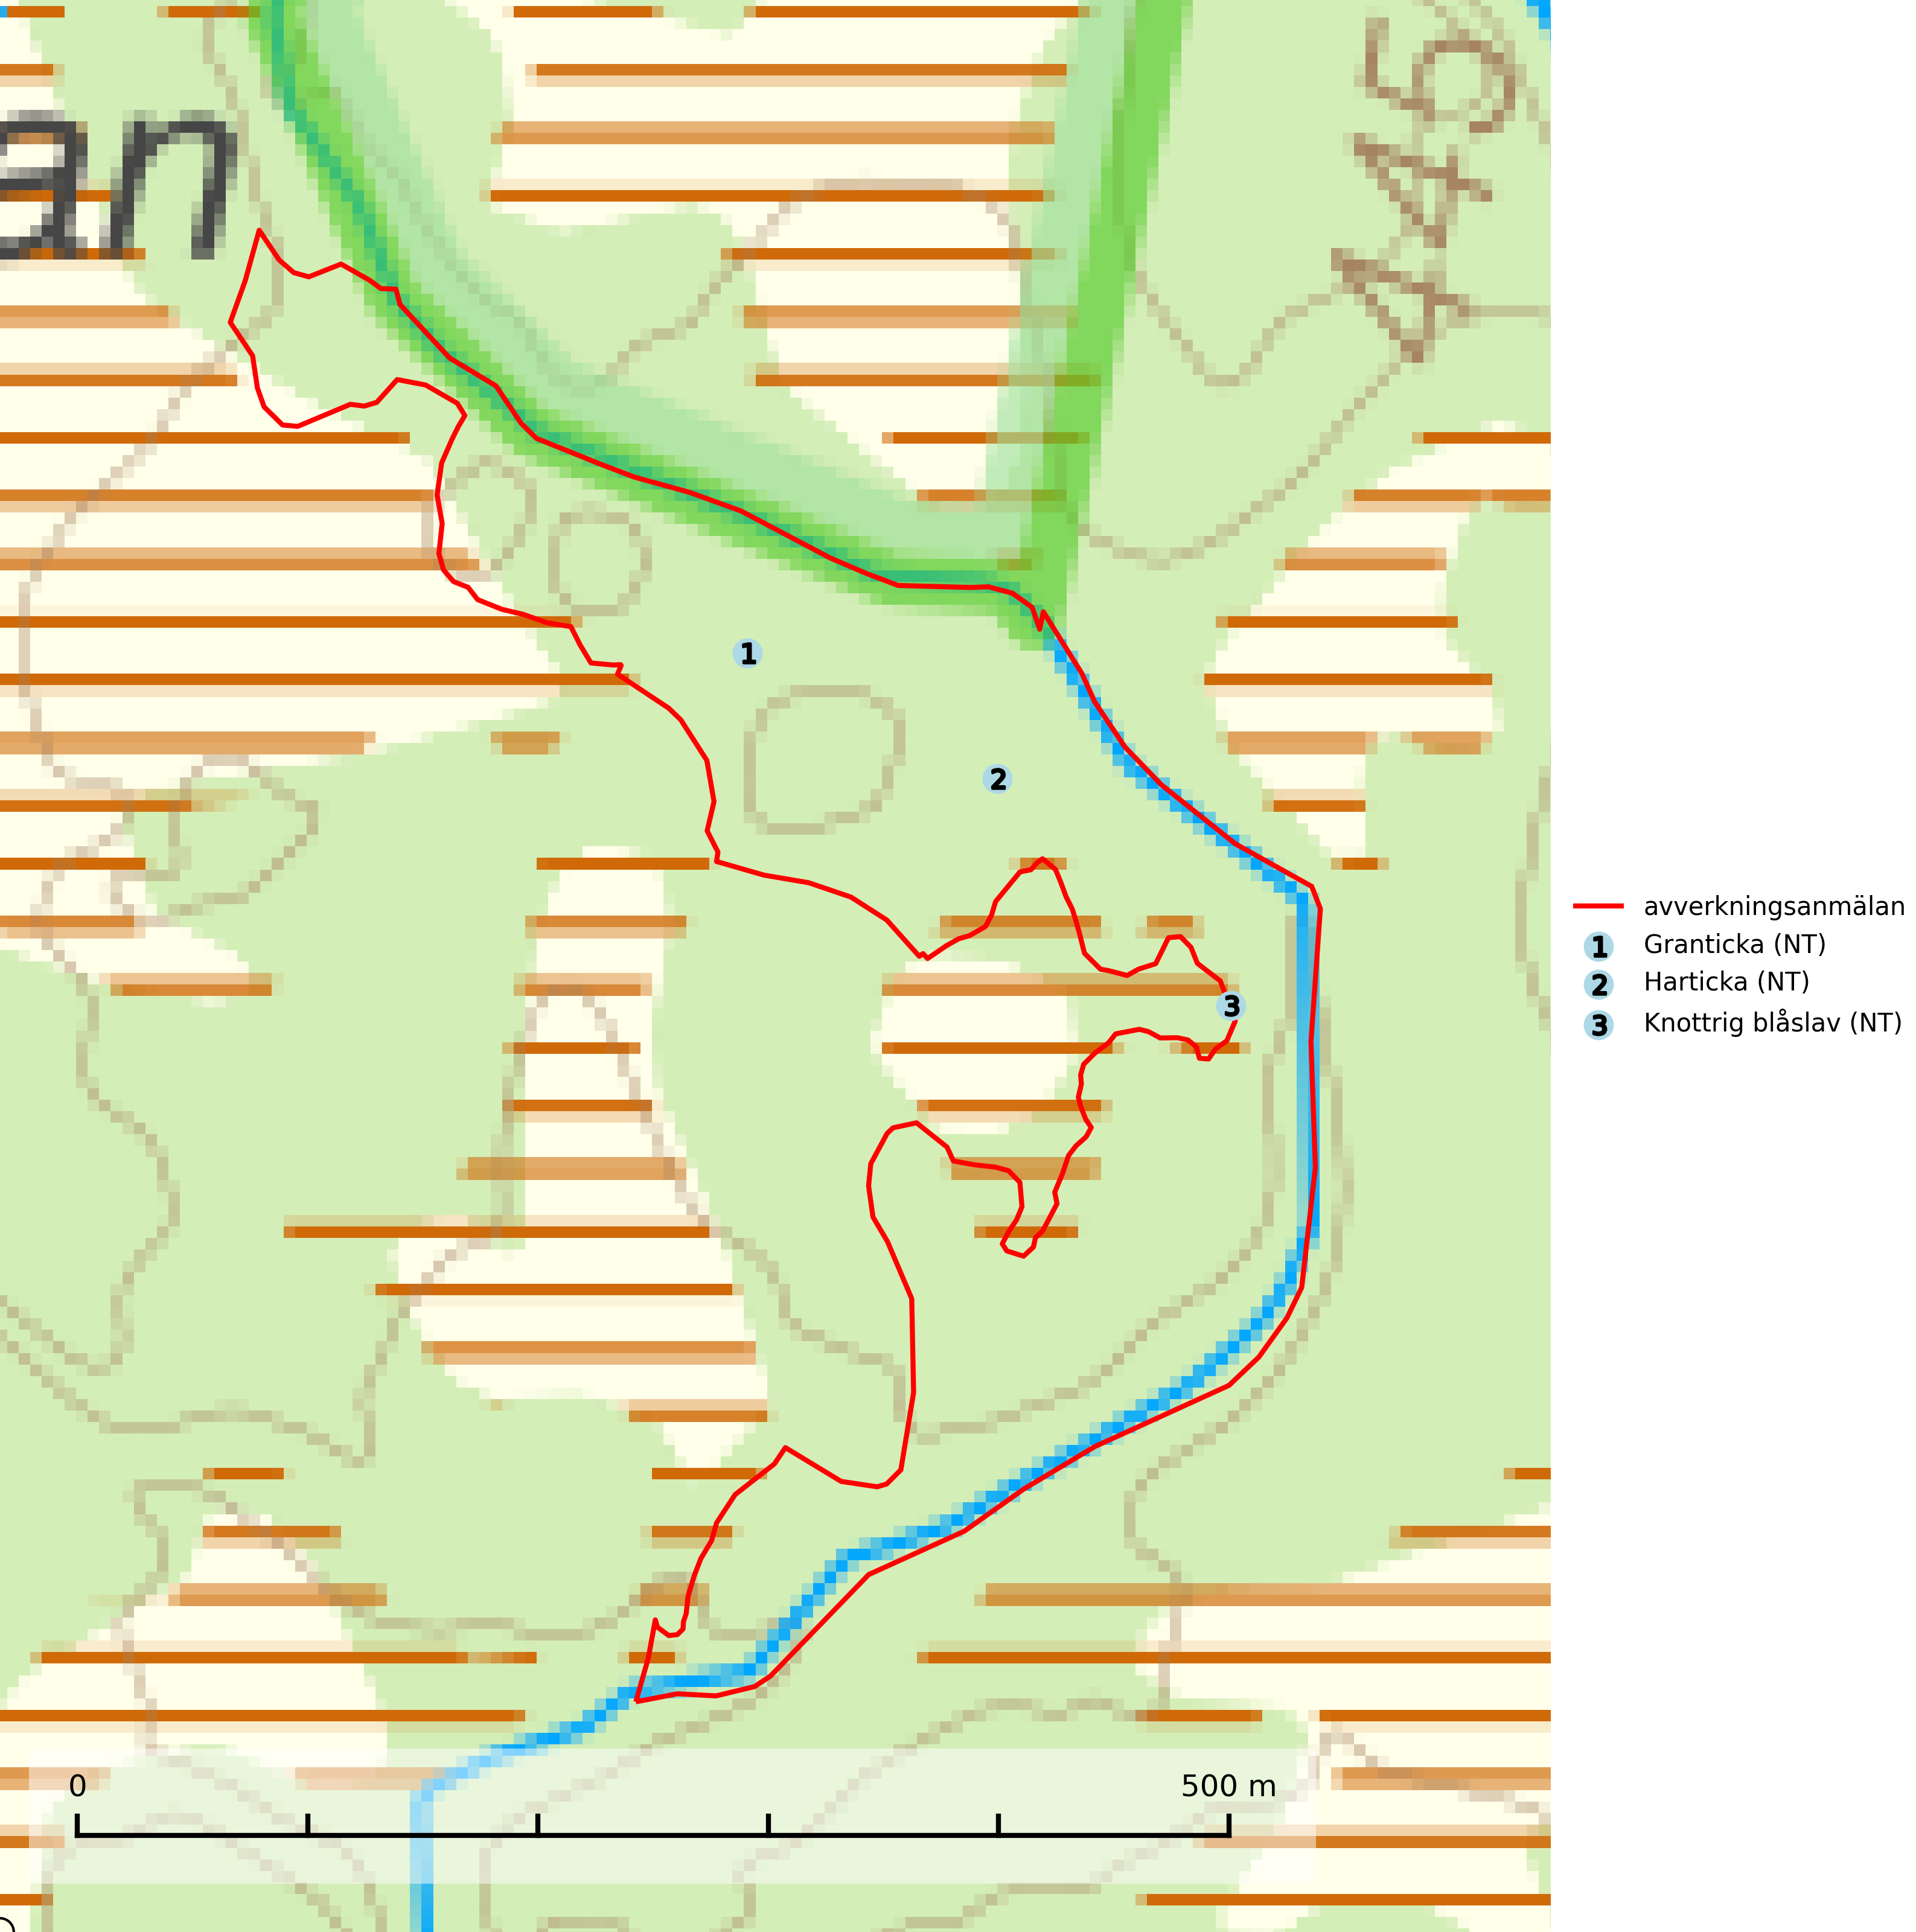 an
445
1
2
3
avverkningsanmälan
1 Granticka (NT)
2 Harticka (NT)
3 Knottrig blåslav (NT)
0 500 m